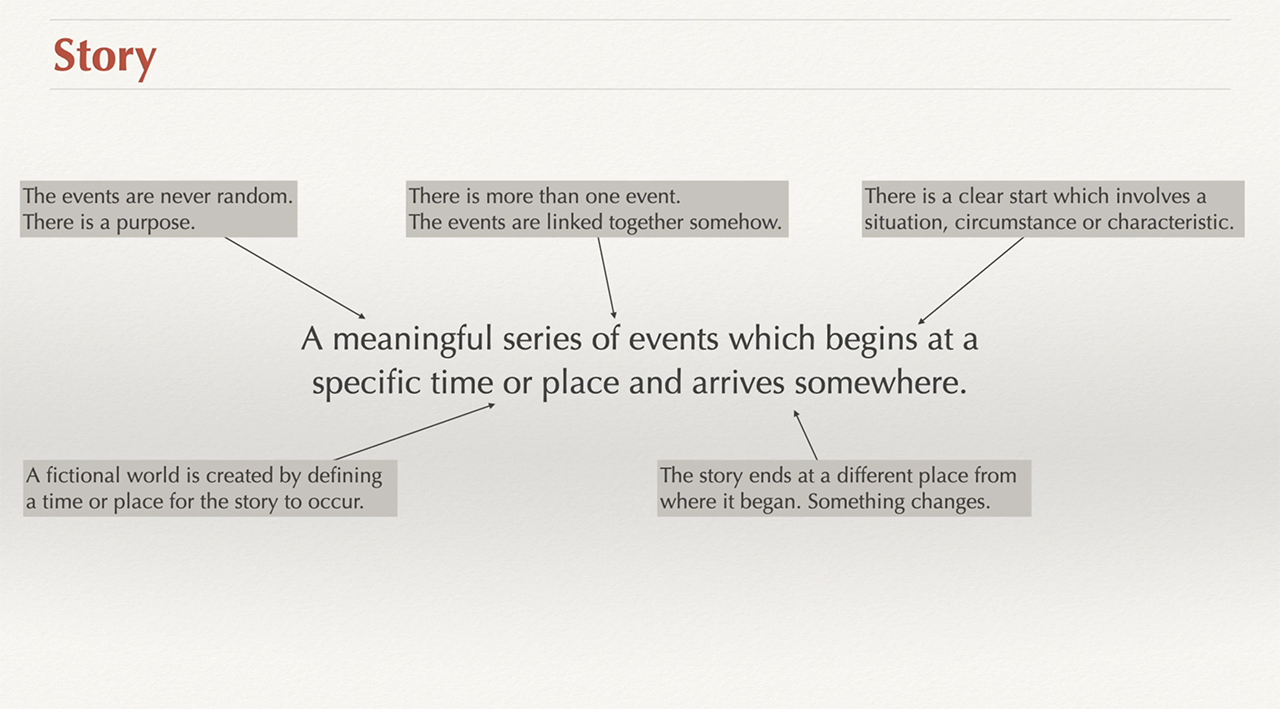 Story
The events are never random.
There is a purpose.
There is more than one event.
The events are linked together somehow.
There is a clear start which involves a
situation, circumstance or characteristic.
A meaningful series of events which begins at a
specific time or place and arrives somewhere.
A fictional world is created by defining
a time or place for the story to occur.
The story ends at a different place from
where it began. Something changes.